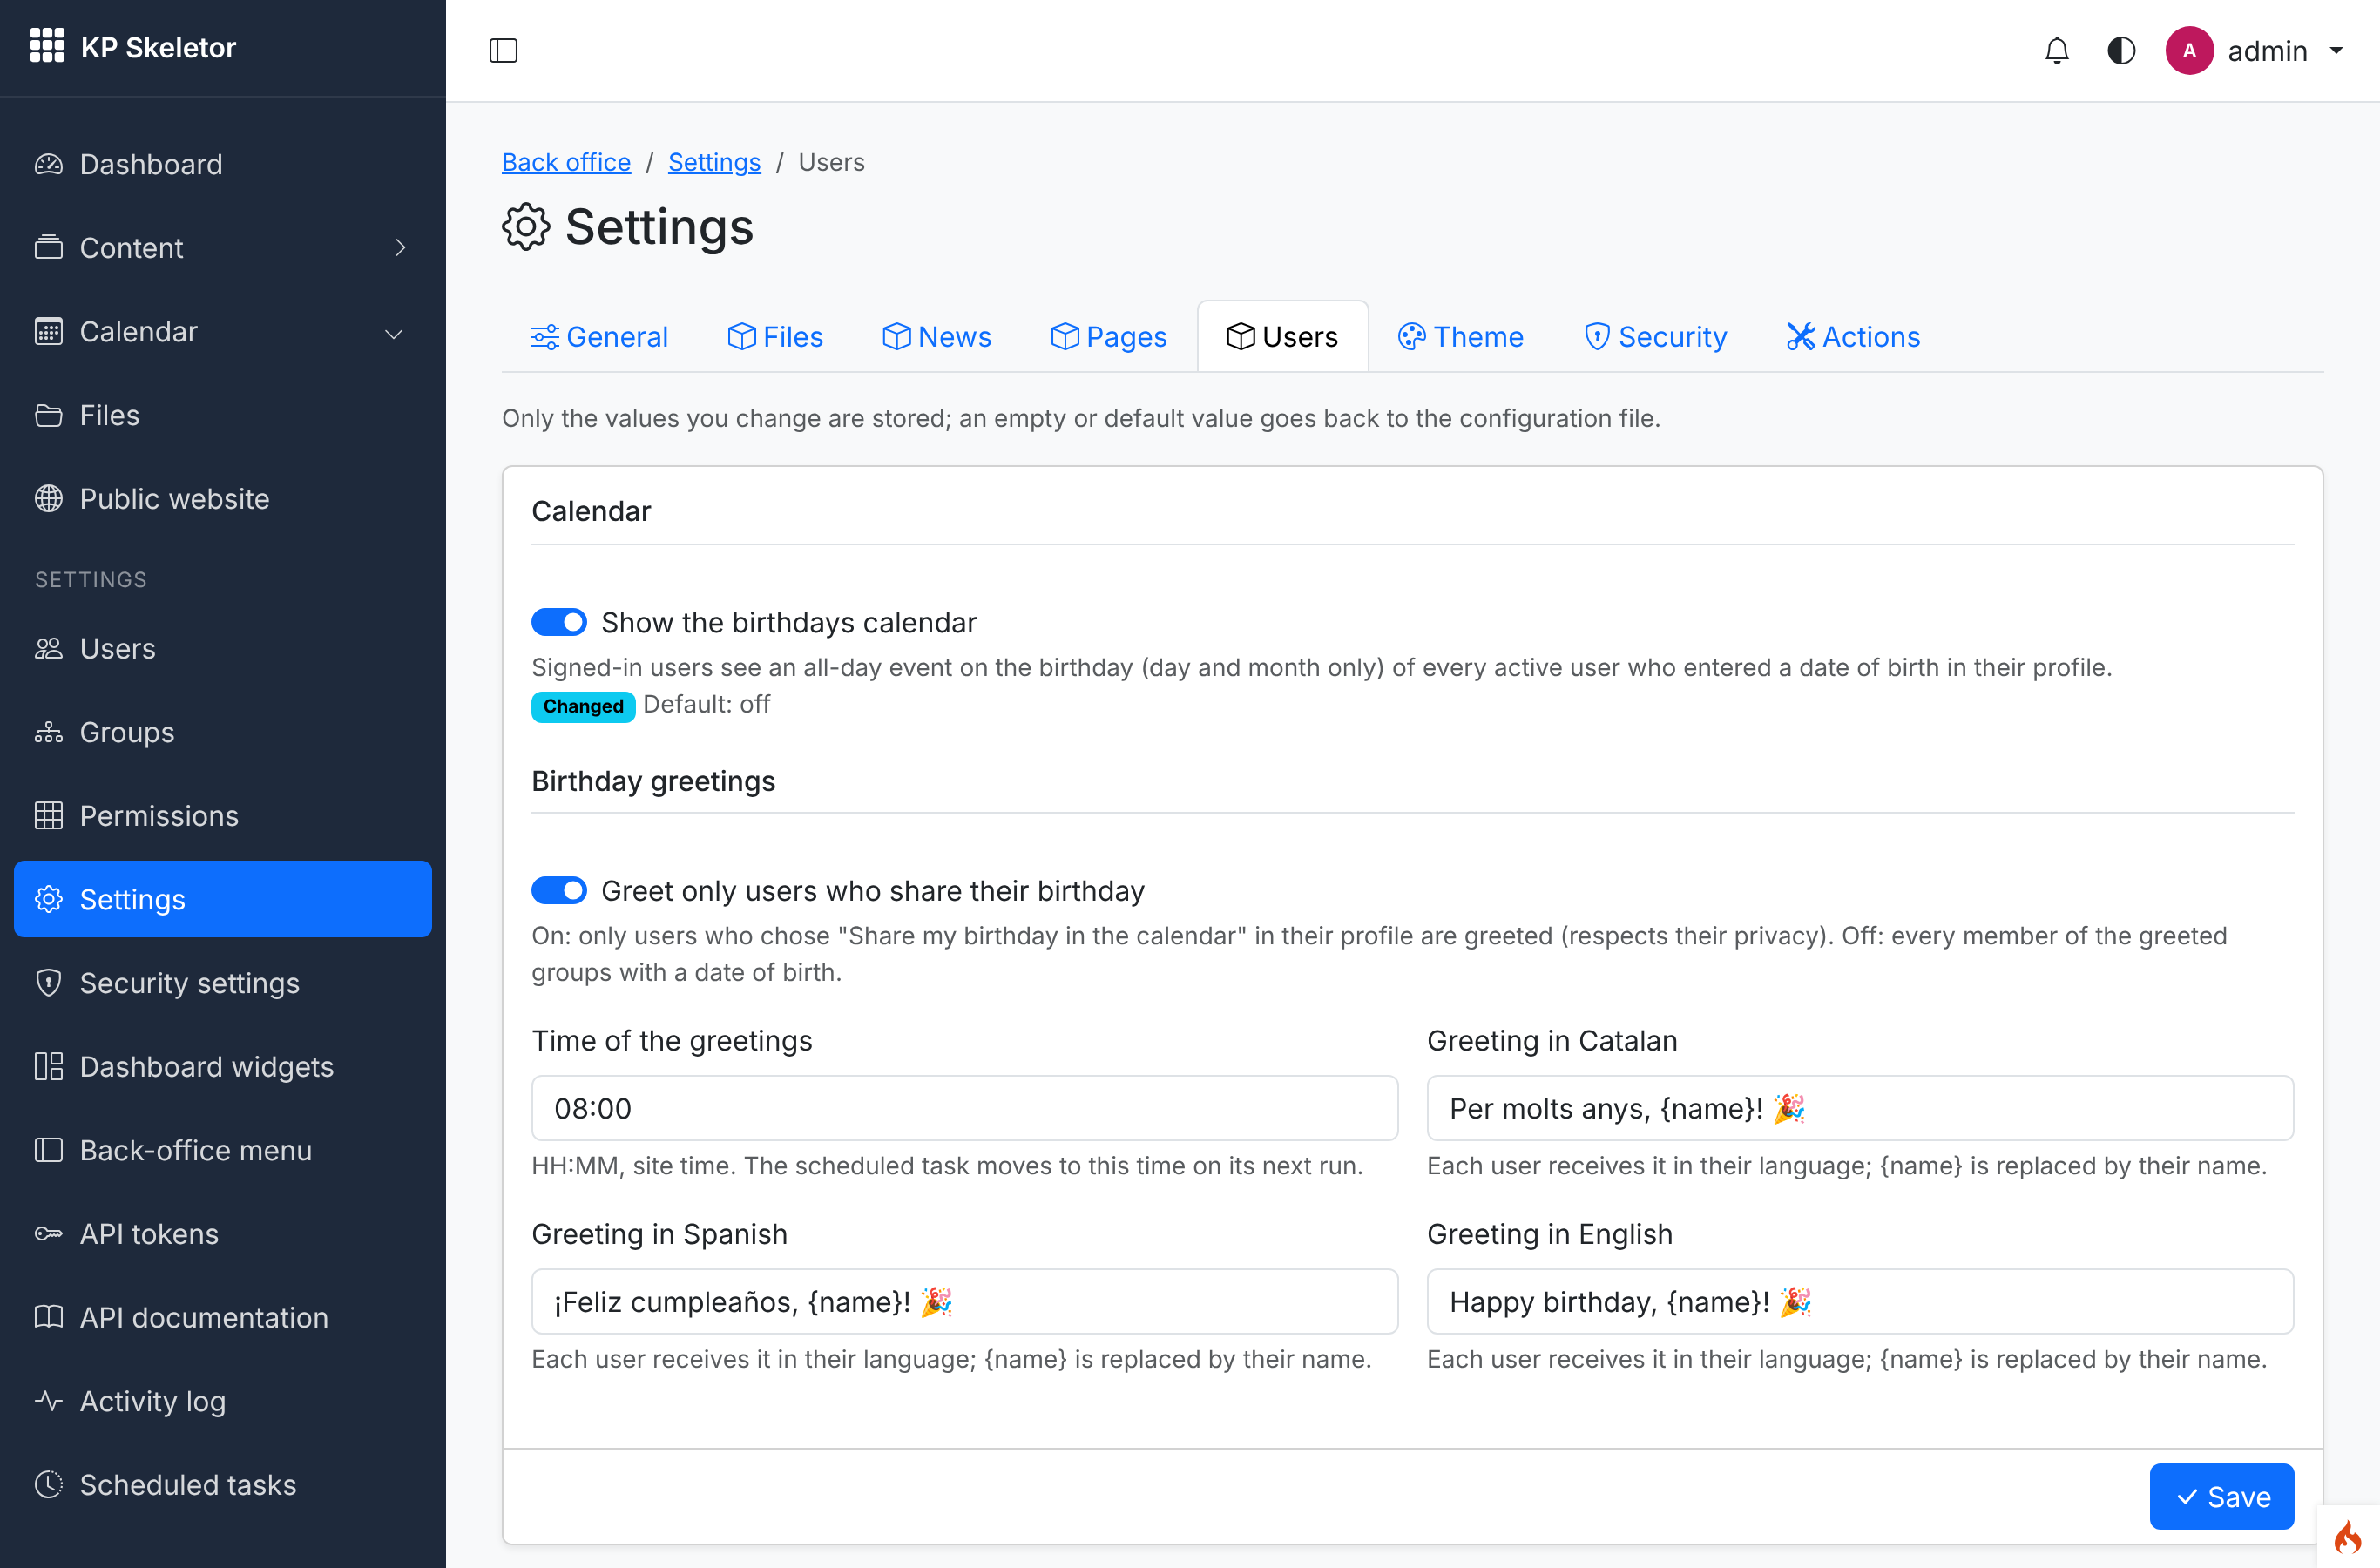 KP Skeletor
A admin
Dashboard
Content
Calendar
Files
Public website
SETTINGS
Users
Groups
Permissions
Settings
Security settings
Dashboard widgets
Back-office menu
API tokens
API documentation
Activity log
Scheduled tasks
Back office / Settings / Users
Settings
General Files News Pages Users Theme Security Actions
Only the values you change are stored; an empty or default value goes back to the configuration file.
Calendar
Show the birthdays calendar
Signed-in users see an all-day event on the birthday (day and month only) of every active user who entered a date of birth in their profile.
Changed Default: off
Birthday greetings
Greet only users who share their birthday
On: only users who chose "Share my birthday in the calendar" in their profile are greeted (respects their privacy). Off: every member of the greeted
groups with a date of birth.
Time of the greetings
08:00
HH:MM, site time. The scheduled task moves to this time on its next run.
Greeting in Catalan
Per molts anys, {name}! 🎉
Each user receives it in their language; {name} is replaced by their name.
Greeting in Spanish
¡Feliz cumpleaños, {name}! 🎉
Each user receives it in their language; {name} is replaced by their name.
Greeting in English
Happy birthday, {name}! 🎉
Each user receives it in their language; {name} is replaced by their name.
Save